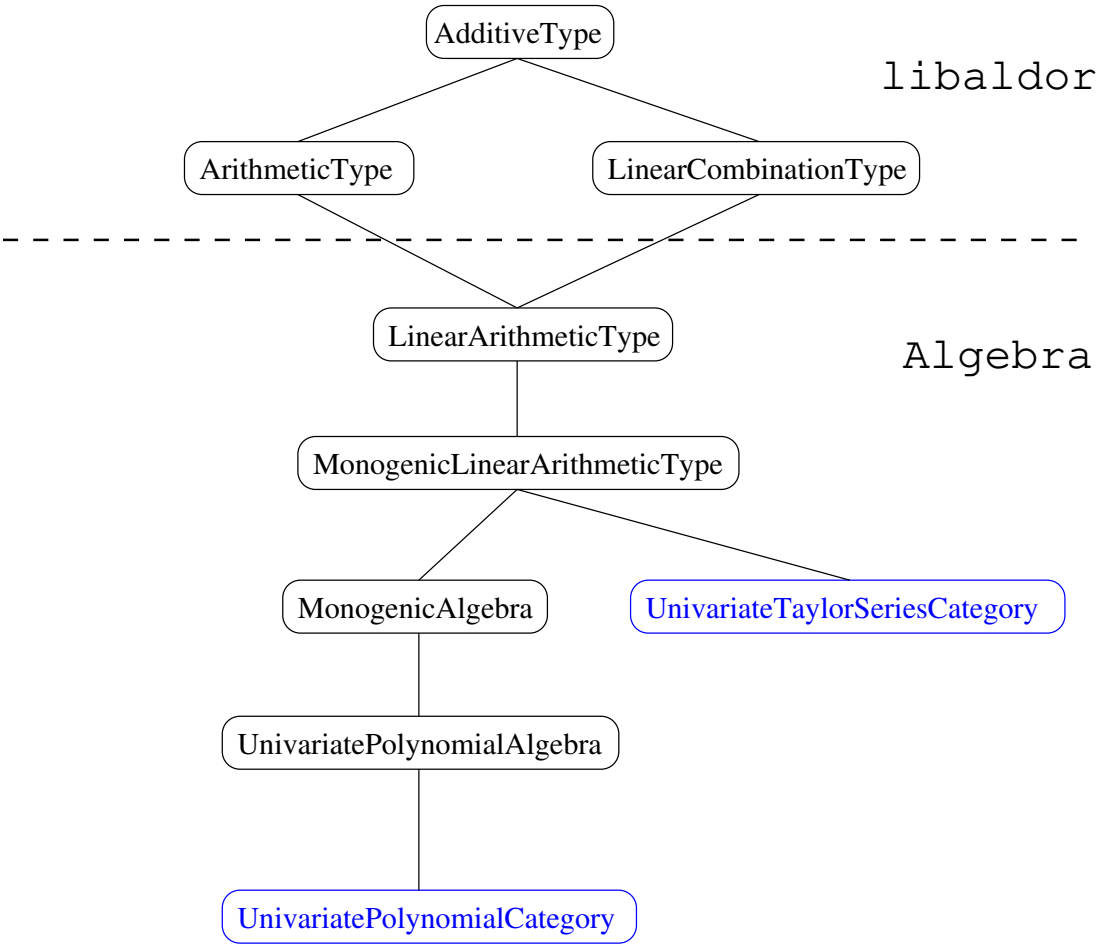 AdditiveType
libaldor
ArithmeticType
LinearCombinationType
LinearArithmeticType
Algebra
MonogenicLinearArithmeticType
MonogenicAlgebra
UnivariateTaylorSeriesCategory
UnivariatePolynomialAlgebra
UnivariatePolynomialCategory